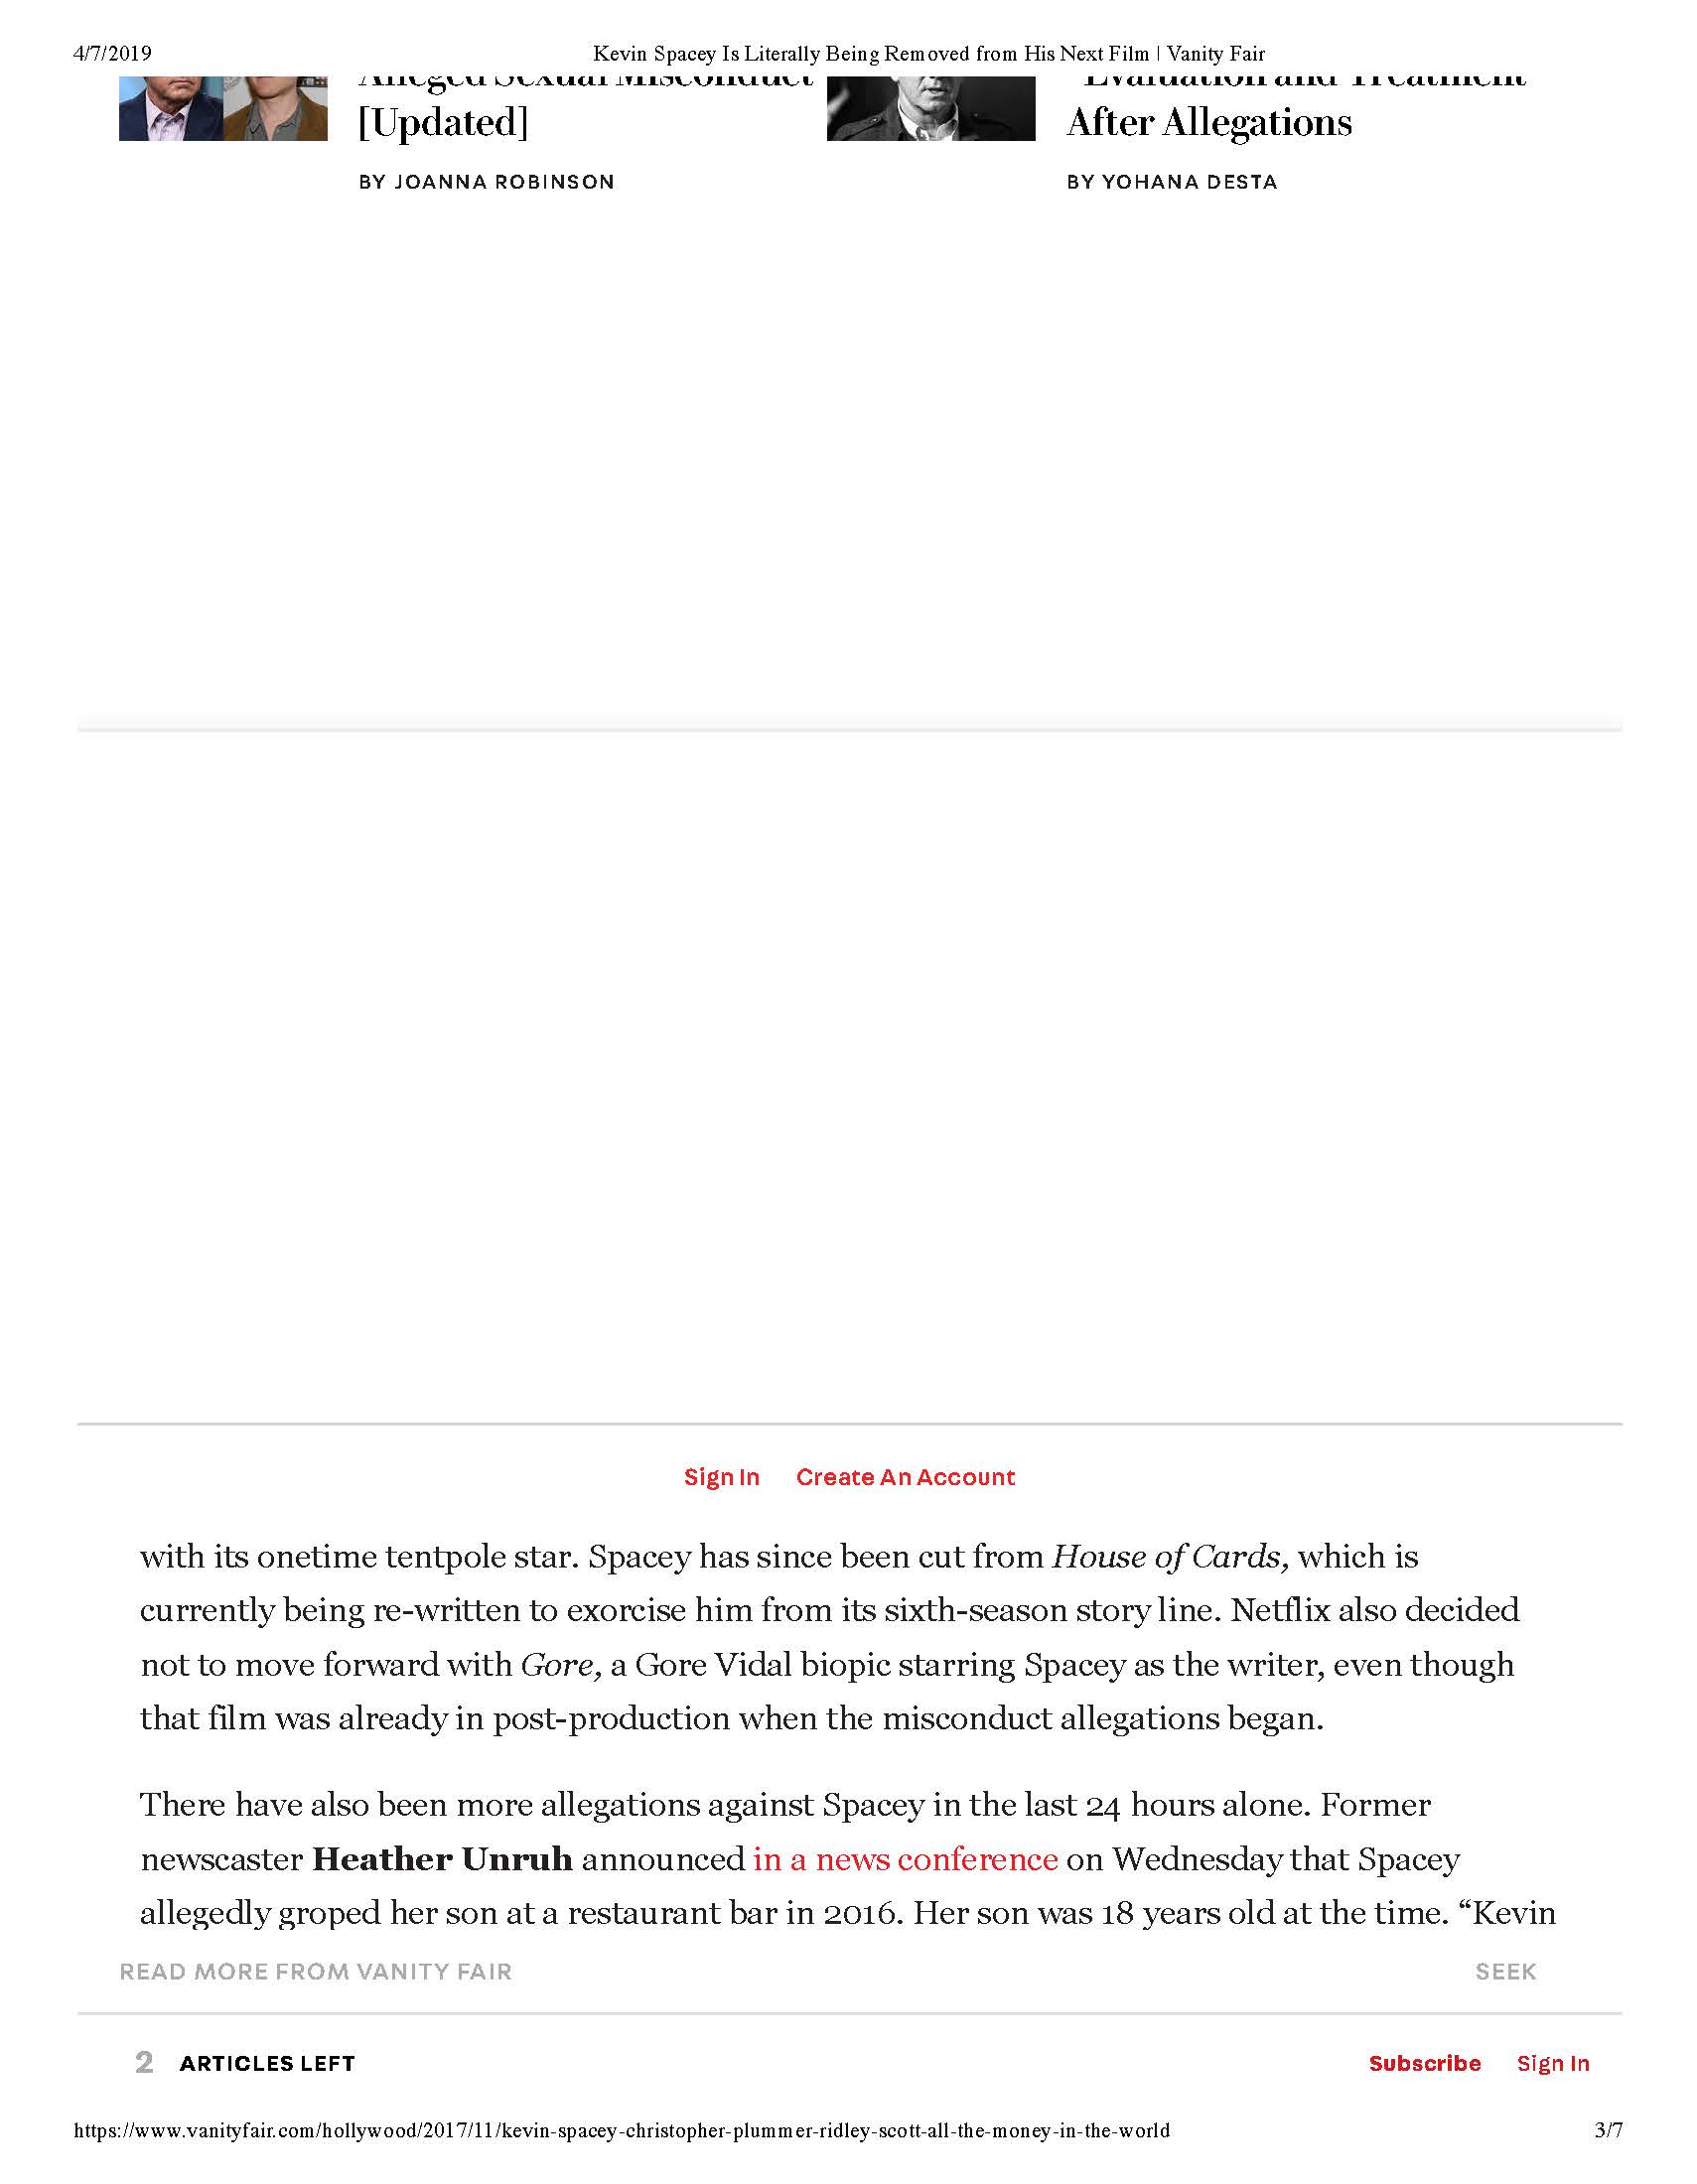 4/7/2019
Kevin Spacey Is Literally Being Removed from His Next Film | Vanity Fair
Alleged Sexual Misconduct
[Updated]
BY JOANNA ROBINSON
“Evaluation and Treatment”
After Allegations
BY YOHANA DESTA
Sign In Create An Account
with its onetime tentpole star. Spacey has since been cut from House of Cards, which is
currently being re-written to exorcise him from its sixth-season story line. Netflix also decided
not to move forward with Gore, a Gore Vidal biopic starring Spacey as the writer, even though
that film was already in post-production when the misconduct allegations began.
There have also been more allegations against Spacey in the last 24 hours alone. Former
newscaster Heather Unruh announced in a news conference on Wednesday that Spacey
allegedly groped her son at a restaurant bar in 2016. Her son was 18 years old at the time. “Kevin
READ MORE FROM VANITY FAIR
SEEK
2 ARTICLES LEFT
Subscribe Sign In
https://www.vanityfair.com/hollywood/2017/11/kevin-spacey-christopher-plummer-ridley-scott-all-the-money-in-the-world
3/7